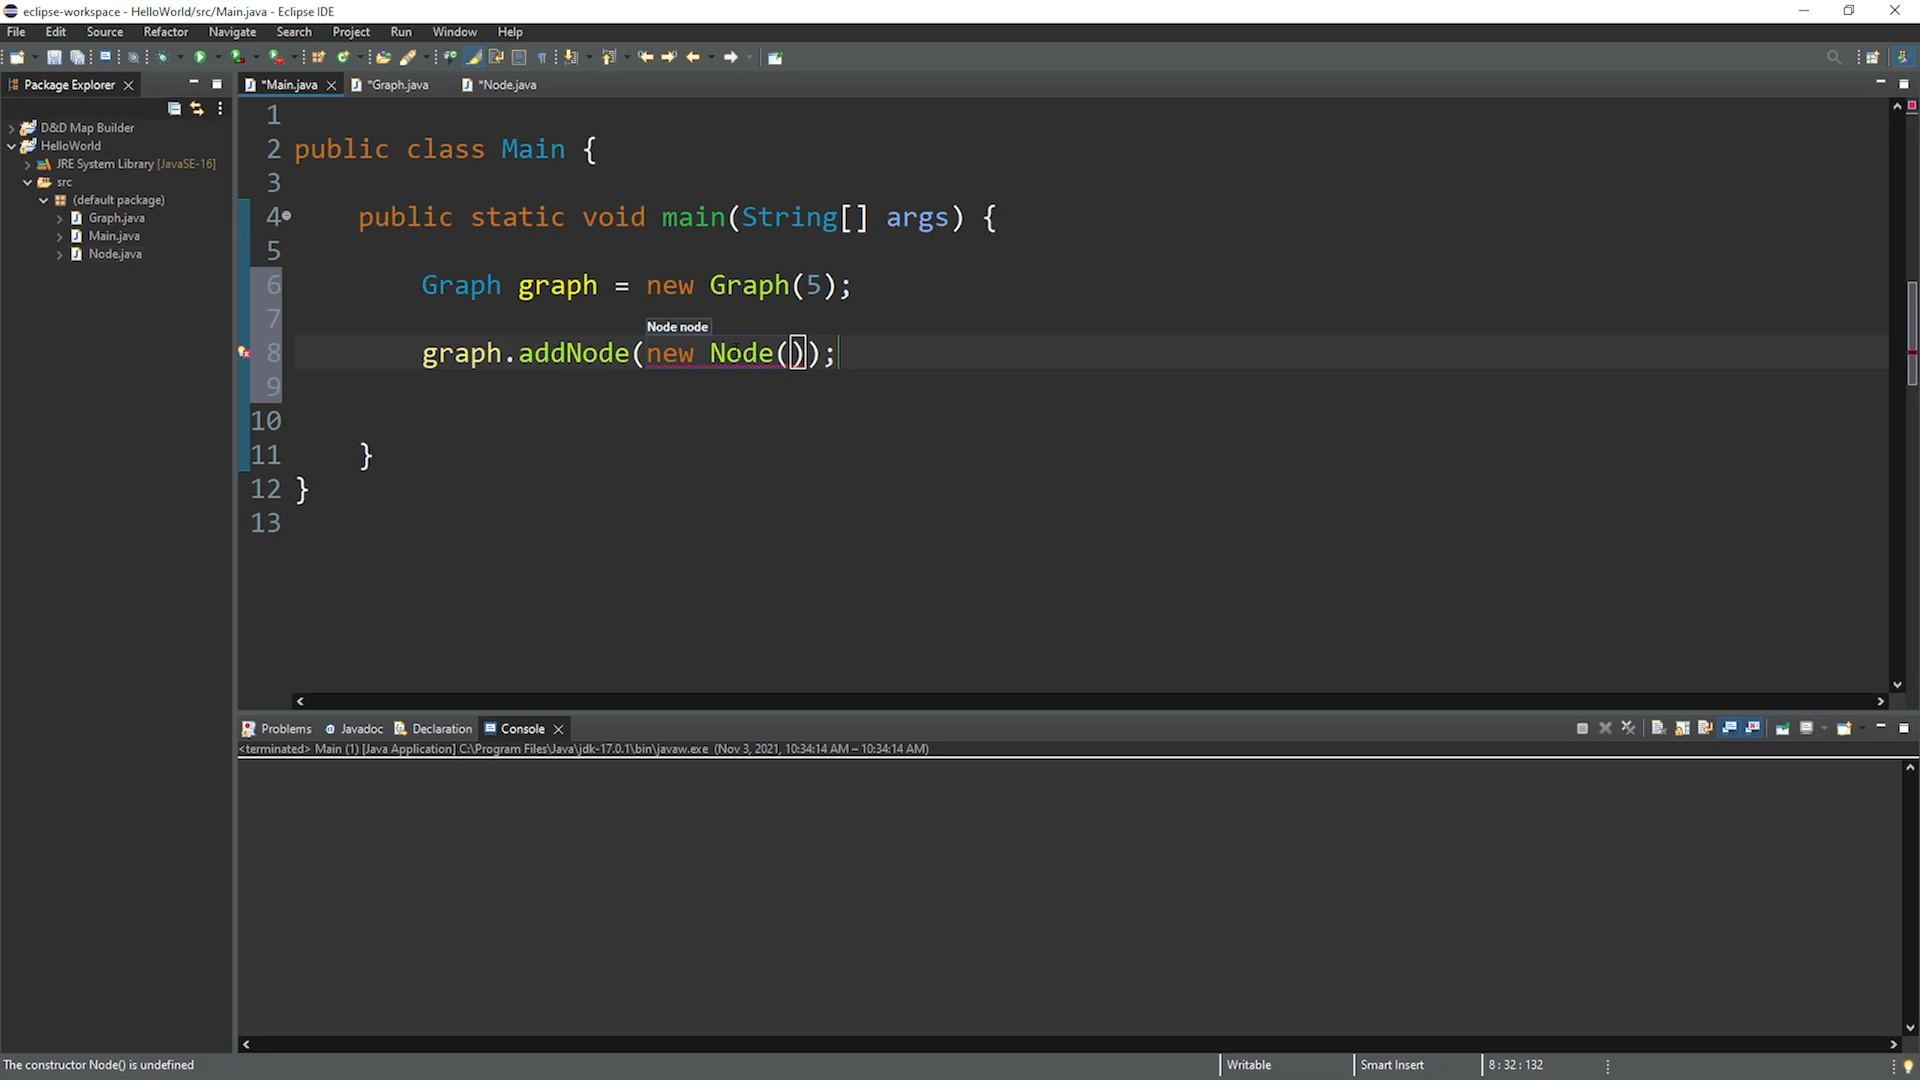 eclipse-workspace - HelloWorld/src/Main.java - Eclipse IDE
File Edit Source Refactor Navigate Search Project Run Window Help
Package Explorer
*Main.java *Graph.java *Node.java
D&D Map Builder
HelloWorld
JRE System Library [JavaSE-16]
src
(default package)
Graph.java
Main.java
Node.java
1
2 public class Main {
3
4 public static void main(String[] args) {
5
6 Graph graph = new Graph(5);
7
Node node
8 graph.addNode(new Node());
9
10
11 }
12 }
13
Problems Javadoc Declaration Console
<terminated> Main (1) [Java Application] C:\Program Files\Java\jdk-17.0.1\bin\javaw.exe (Nov 3, 2021, 10:34:14 AM – 10:34:14 AM)
The constructor Node() is undefined
Writable
Smart Insert
8 : 32 : 132